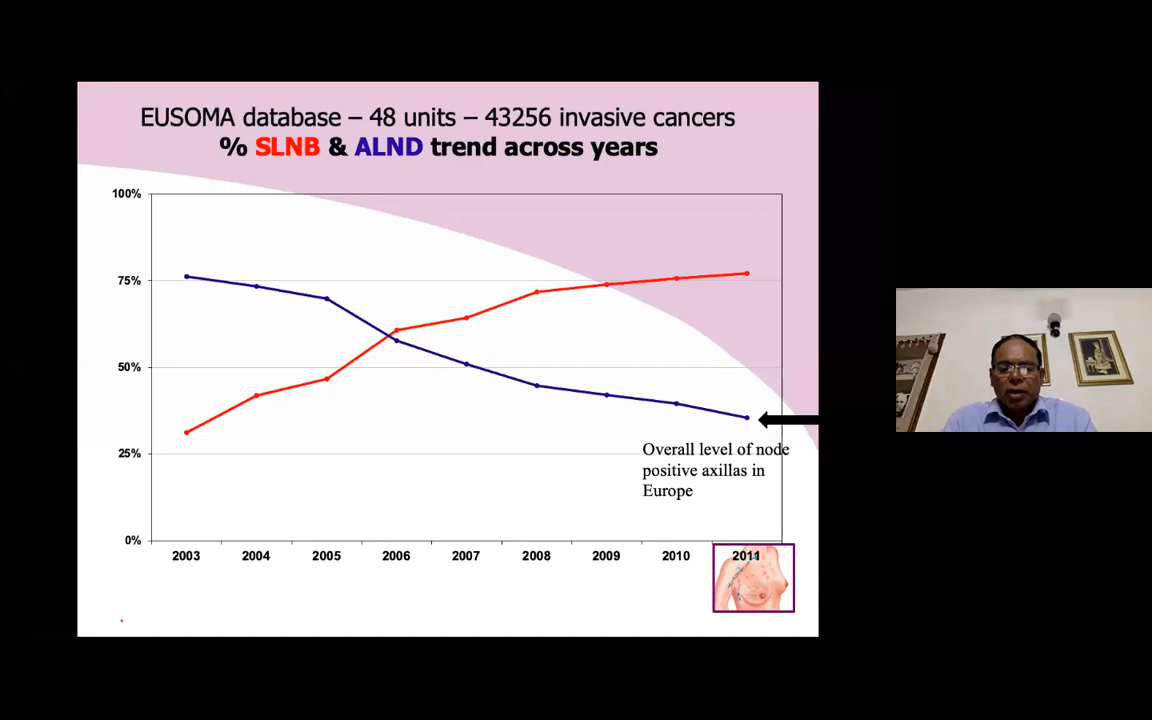 EUSOMA database – 48 units – 43256 invasive cancers
% SLNB & ALND trend across years
100%
75%
50%
25%
0%
Overall level of node
positive axillas in
Europe
2003 2004 2005 2006 2007 2008 2009 2010 2011